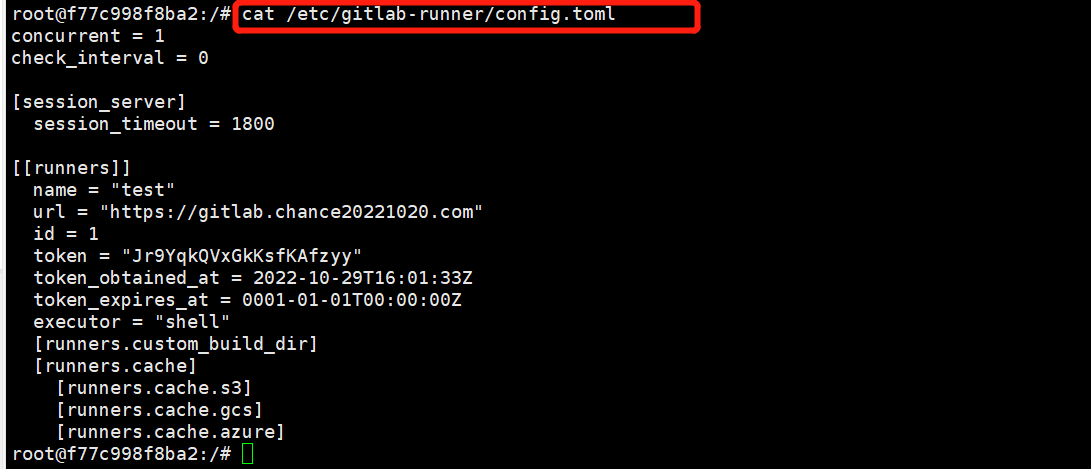 root@f77c998f8ba2:/# cat /etc/gitlab-runner/config.toml
concurrent = 1
check_interval = 0

[session_server]
  session_timeout = 1800

[[runners]]
  name = "test"
  url = "https://gitlab.chance20221020.com"
  id = 1
  token = "Jr9YqkQVxGkKsfKAfzyy"
  token_obtained_at = 2022-10-29T16:01:33Z
  token_expires_at = 0001-01-01T00:00:00Z
  executor = "shell"
  [runners.custom_build_dir]
  [runners.cache]
    [runners.cache.s3]
    [runners.cache.gcs]
    [runners.cache.azure]
root@f77c998f8ba2:/#